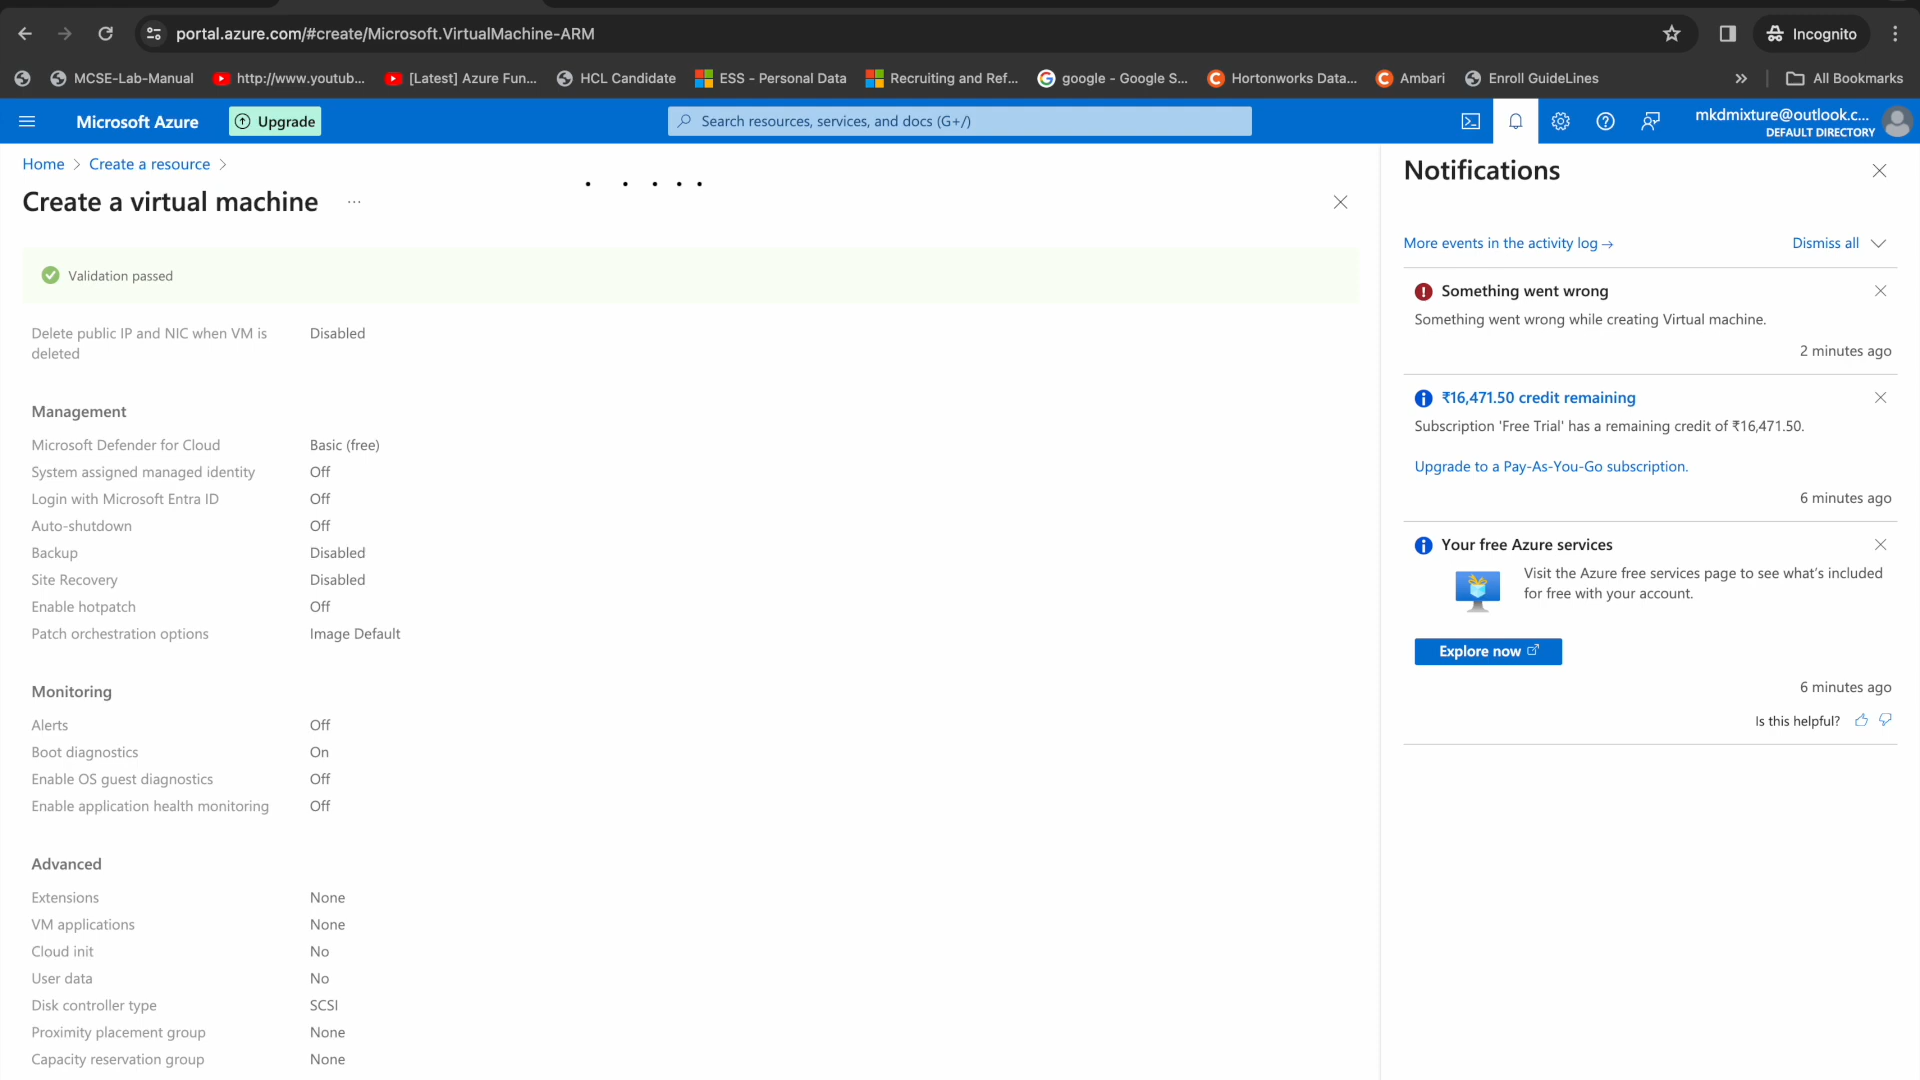 portal.azure.com/#create/Microsoft.VirtualMachine-ARM
Incognito
MCSE-Lab-Manual
http://www.youtub...
[Latest] Azure Fun...
HCL Candidate
ESS - Personal Data
Recruiting and Ref...
google - Google S...
Hortonworks Data...
Ambari
Enroll GuideLines
All Bookmarks
Microsoft Azure
Upgrade
Search resources, services, and docs (G+/)
mkdmixture@outlook.c...
DEFAULT DIRECTORY
Home > Create a resource >
Create a virtual machine ...
Validation passed
Delete public IP and NIC when VM is Disabled
deleted
Management
Microsoft Defender for Cloud Basic (free)
System assigned managed identity Off
Login with Microsoft Entra ID Off
Auto-shutdown Off
Backup Disabled
Site Recovery Disabled
Enable hotpatch Off
Patch orchestration options Image Default
Monitoring
Alerts Off
Boot diagnostics On
Enable OS guest diagnostics Off
Enable application health monitoring Off
Advanced
Extensions None
VM applications None
Cloud init No
User data No
Disk controller type SCSI
Proximity placement group None
Capacity reservation group None
Notifications
More events in the activity log →
Dismiss all
Something went wrong
Something went wrong while creating Virtual machine.
2 minutes ago
₹16,471.50 credit remaining
Subscription 'Free Trial' has a remaining credit of ₹16,471.50.
Upgrade to a Pay-As-You-Go subscription.
6 minutes ago
Your free Azure services
Visit the Azure free services page to see what's included
for free with your account.
Explore now
6 minutes ago
Is this helpful?